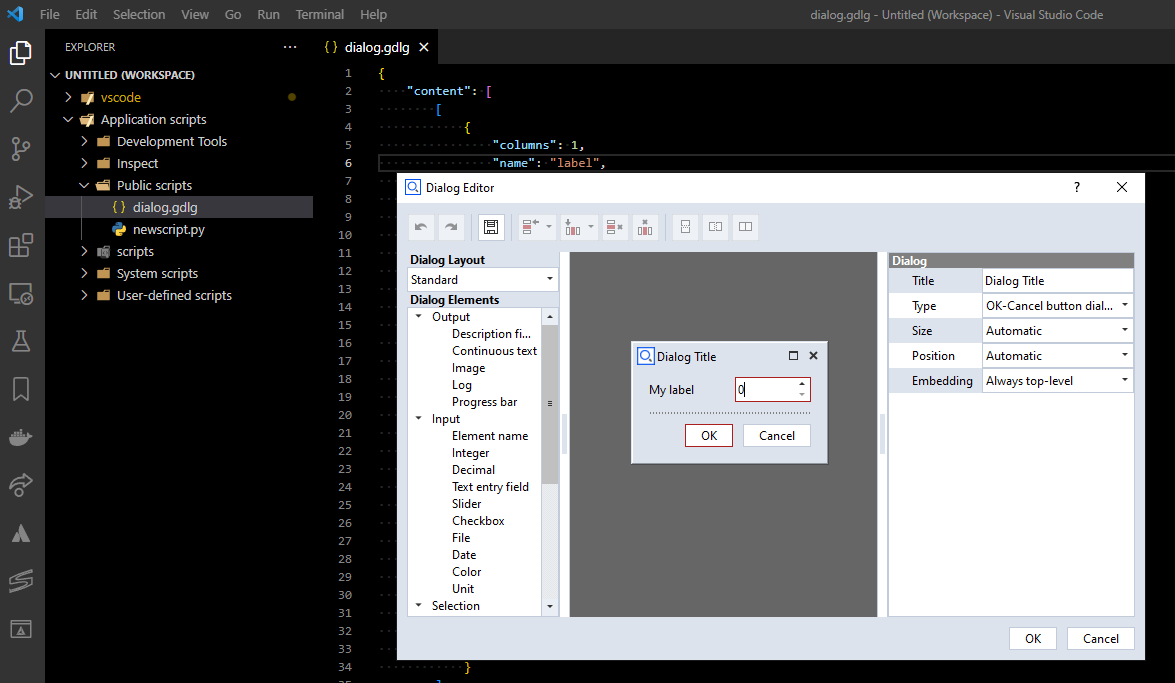 File Edit Selection View Go Run Terminal Help
dialog.gdlg - Untitled (Workspace) - Visual Studio Code
EXPLORER
UNTITLED (WORKSPACE)
vscode
Application scripts
Development Tools
Inspect
Public scripts
{ } dialog.gdlg
newscript.py
scripts
System scripts
User-defined scripts
{ } dialog.gdlg
1 {
2 "content": [
3 [
4 {
5 "columns": 1,
6 "name": "label",
7
8
9
10
11
12
13
14
15
16
17
18
19
20
21
22
23
24
25
26
27
28
29
30
31
32
33
34 }
35 ]
Dialog Editor
?
Dialog Layout
Standard
Dialog Elements
Output
Description fi...
Continuous text
Image
Log
Progress bar
Input
Element name
Integer
Decimal
Text entry field
Slider
Checkbox
File
Date
Color
Unit
Selection
Dialog Title
My label 0
OK Cancel
Dialog
Title Dialog Title
Type OK-Cancel button dial...
Size Automatic
Position Automatic
Embedding Always top-level
OK Cancel